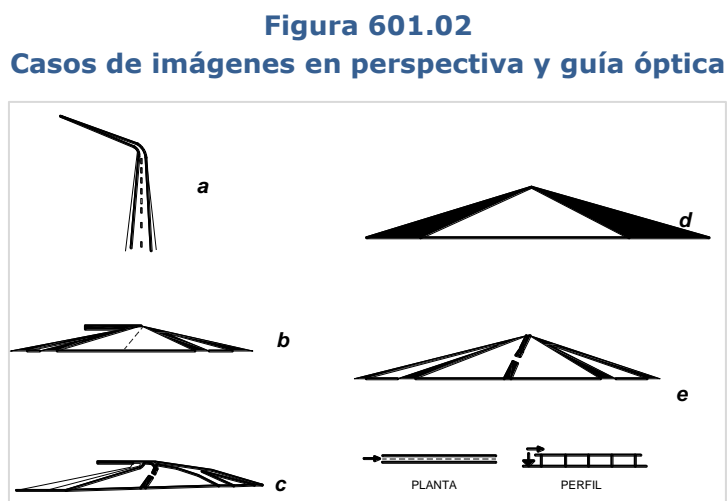 Figura 601.02
Casos de imágenes en perspectiva y guía óptica
a
d
b
e
c
PLANTA
PERFIL